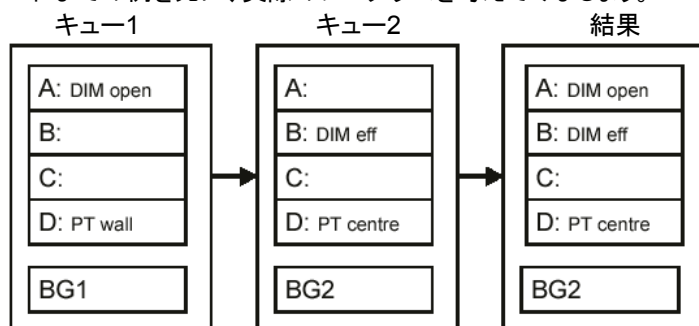 キュー1 キュー2 結果
A: DIM open A: A: DIM open
B: B: DIM eff B: DIM eff
C: C: C:
D: PT wall D: PT centre D: PT centre
BG1 BG2 BG2